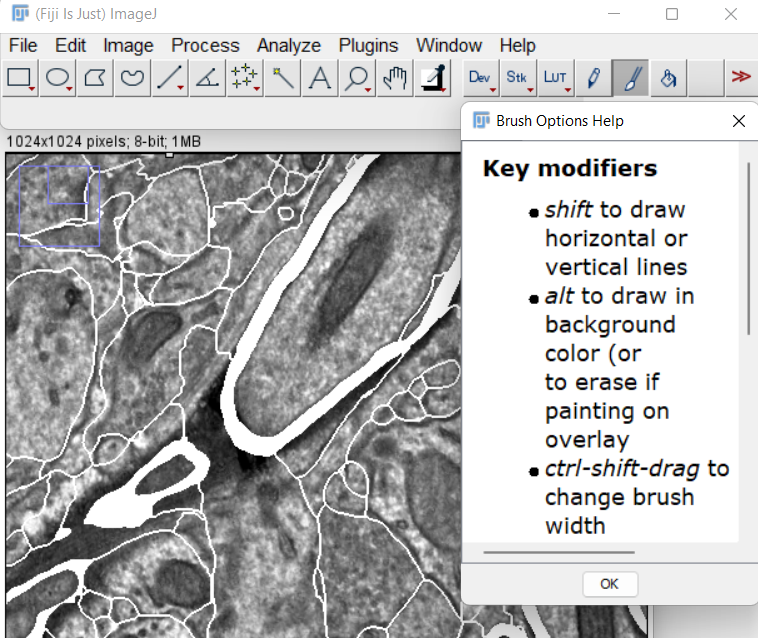 (Fiji Is Just) ImageJ
File Edit Image Process Analyze Plugins Window Help
A Dev Stk LUT >>
Brush Options Help
1024x1024 pixels; 8-bit; 1MB
Key modifiers
shift to draw
horizontal or
vertical lines
alt to draw in
background
color (or
to erase if
painting on
overlay
ctrl-shift-drag to
change brush
width
OK